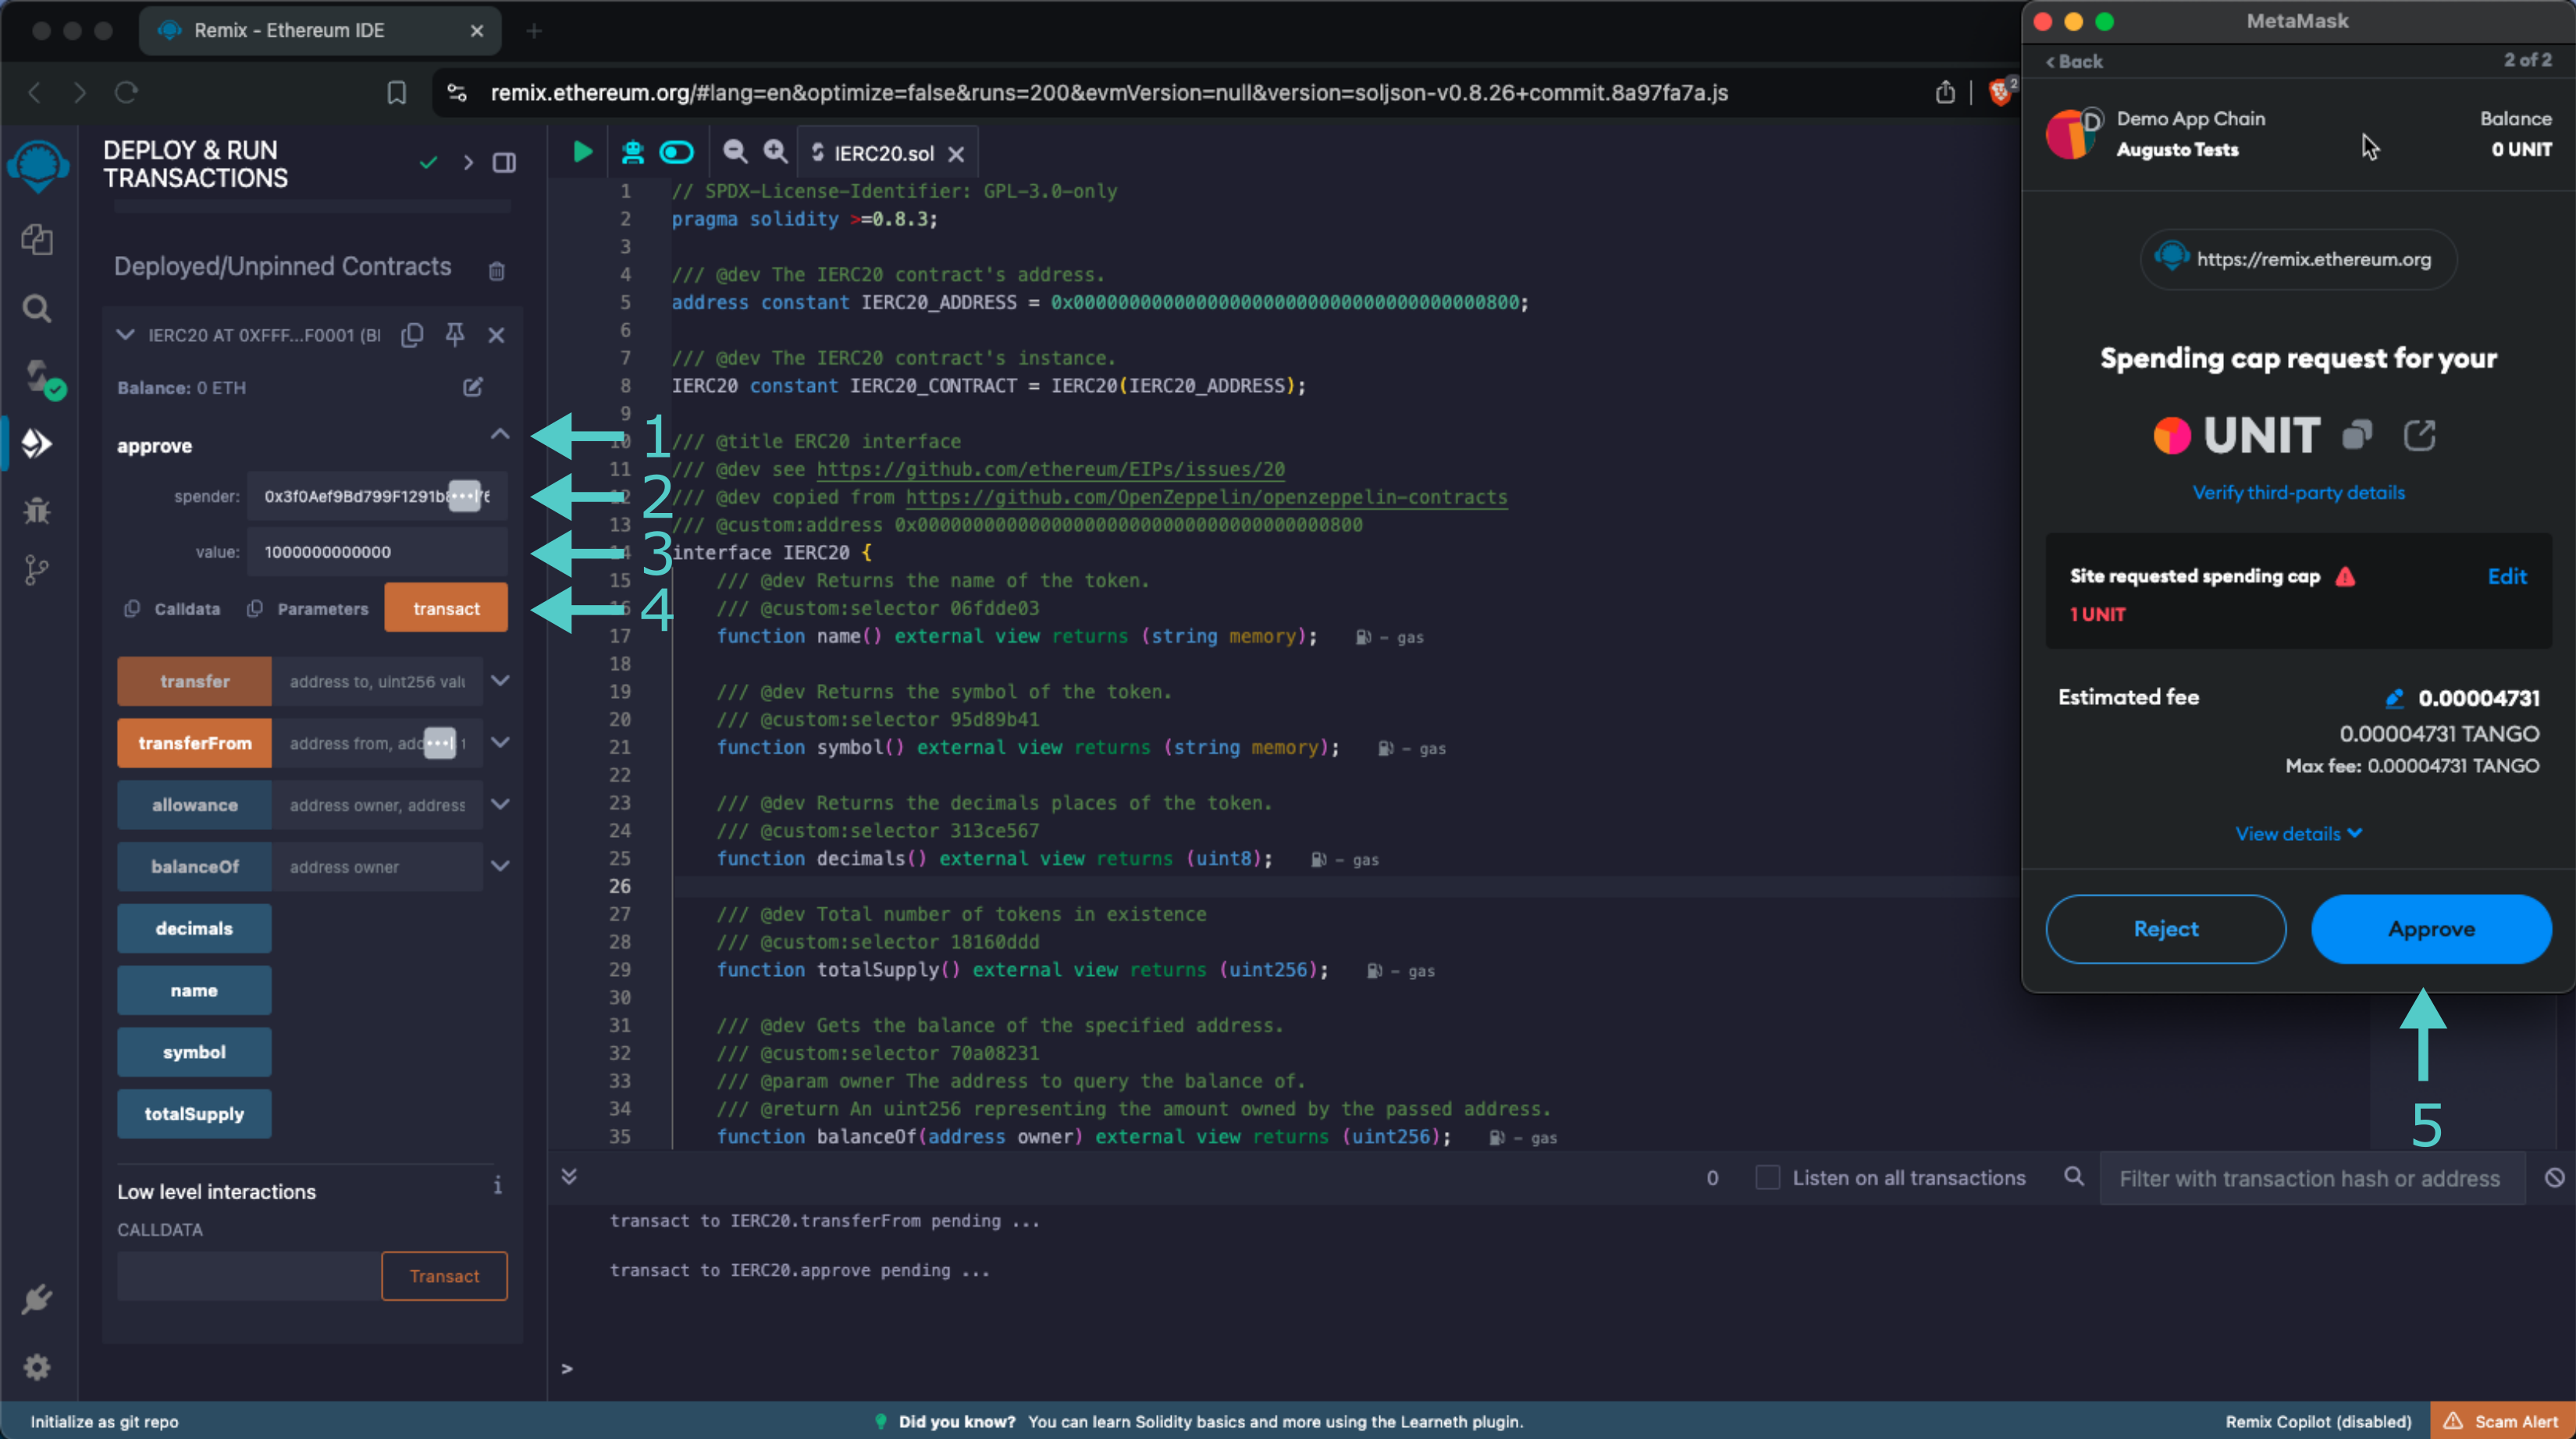 Remix - Ethereum IDE
remix.ethereum.org/#lang=en&optimize=false&runs=200&evmVersion=null&version=soljson-v0.8.26+commit.8a97fa7a.js
2
DEPLOY & RUN
TRANSACTIONS
Deployed/Unpinned Contracts
IERC20 AT 0XFFF...F0001 (Bl
Balance: 0 ETH
approve
spender:
value:
1000000000000
Calldata
Parameters
transact
transfer
address to, uint256 valu
transferFrom
address from, add
allowance
address owner, address
balanceOf
address owner
decimals
name
symbol
totalSupply
Low level interactions
i
CALLDATA
Transact
1
2
3
4
IERC20.sol
1 // SPDX-License-Identifier: GPL-3.0-only
2 pragma solidity >=0.8.3;
3
4 /// @dev The IERC20 contract's address.
5 address constant IERC20_ADDRESS = 0x0000000000000000000000000000000000000800;
6
7 /// @dev The IERC20 contract's instance.
8 IERC20 constant IERC20_CONTRACT = IERC20(IERC20_ADDRESS);
9
10 /// @title ERC20 interface
11 /// @dev see https://github.com/ethereum/EIPs/issues/20
12 /// @dev copied from https://github.com/OpenZeppelin/openzeppelin-contracts
13 /// @custom:address 0x0000000000000000000000000000000000000800
14 interface IERC20 {
15 /// @dev Returns the name of the token.
16 /// @custom:selector 06fdde03
17 function name() external view returns (string memory); - gas
18
19 /// @dev Returns the symbol of the token.
20 /// @custom:selector 95d89b41
21 function symbol() external view returns (string memory); - gas
22
23 /// @dev Returns the decimals places of the token.
24 /// @custom:selector 313ce567
25 function decimals() external view returns (uint8); - gas
26
27 /// @dev Total number of tokens in existence
28 /// @custom:selector 18160ddd
29 function totalSupply() external view returns (uint256); - gas
30
31 /// @dev Gets the balance of the specified address.
32 /// @custom:selector 70a08231
33 /// @param owner The address to query the balance of.
34 /// @return An uint256 representing the amount owned by the passed address.
35 function balanceOf(address owner) external view returns (uint256); - gas
0
Listen on all transactions
Filter with transaction hash or address
transact to IERC20.transferFrom pending ...
transact to IERC20.approve pending ...
>
MetaMask
< Back
2 of 2
D
Demo App Chain
Augusto Tests
Balance
0 UNIT
https://remix.ethereum.org
Spending cap request for your
UNIT
Verify third-party details
Site requested spending cap
Edit
1 UNIT
Estimated fee
0.00004731
0.00004731 TANGO
Max fee: 0.00004731 TANGO
View details
Reject
Approve
5
Initialize as git repo
Did you know? You can learn Solidity basics and more using the Learneth plugin.
Remix Copilot (disabled)
Scam Alert